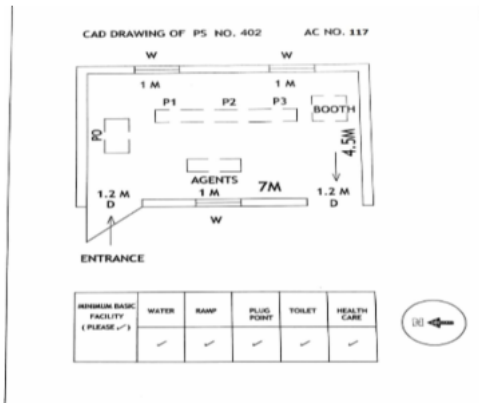 CAD DRAWING OF PS NO. 402 AC NO. 117
W W
1 M 1 M
P1 P2 P3 BOOTH
PO
4.5M
AGENTS
1.2 M 1 M 7M 1.2 M
D D
W
ENTRANCE
MINIMUM BASIC FACILITY ( PLEASE ✓ ) WATER RAMP PLUG POINT TOILET HEALTH CARE
✓ ✓ ✓ ✓ ✓